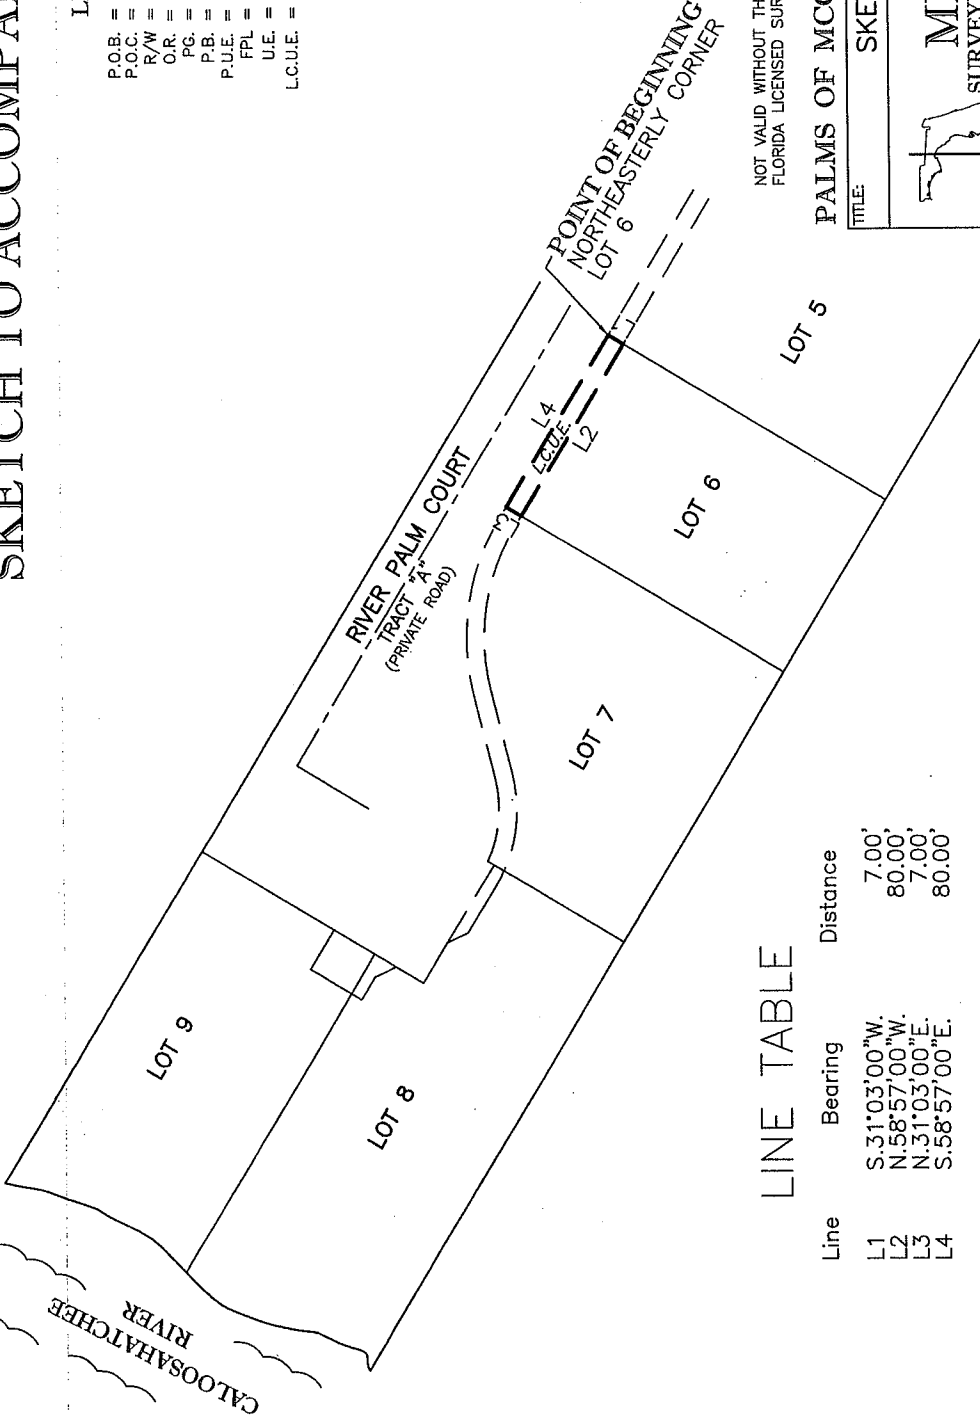 SKETCH TO ACCOMPA
L
P.O.B. =
P.O.C. =
R/W =
O.R. =
PG. =
P.B. =
P.U.E. =
FPL =
U.E. =
L.C.U.E. =
POINT OF BEGINNING
NORTHEASTERLY CORNER
LOT 6
RIVER PALM COURT
TRACT "A"
(PRIVATE ROAD)
L4
L.C.U.E.
L2
L3
L1
LOT 5
LOT 6
LOT 7
LOT 8
LOT 9
CALOOSAHATCHEE
RIVER
LINE TABLE
Line Bearing Distance
L1 S.31°03'00"W. 7.00'
L2 N.58°57'00"W. 80.00'
L3 N.31°03'00"E. 7.00'
L4 S.58°57'00"E. 80.00'
NOT VALID WITHOUT TH
FLORIDA LICENSED SUR
PALMS OF MCG
TITLE:
SKE
MI
SURVEY